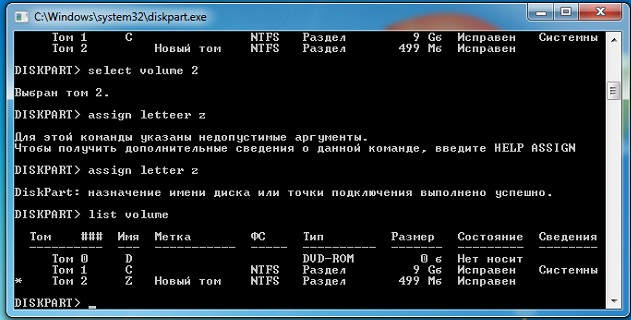 C:\Windows\system32\diskpart.exe
Том 1 C NTFS Раздел 9 Gб Исправен Системны
Том 2 Новый том NTFS Раздел 499 Mб Исправен
DISKPART> select volume 2
Выбран том 2.
DISKPART> assign letteer z
Для этой команды указаны недопустимые аргументы.
Чтобы получить дополнительные сведения о данной команде, введите HELP ASSIGN
DISKPART> assign letter z
DiskPart: назначение имени диска или точки подключения выполнено успешно.
DISKPART> list volume
Том ### Имя Метка ФС Тип Размер Состояние Сведения
---------- --- ----------- ----- ---------- ------- --------- --------
Том 0 D DVD-ROM 0 б Нет носит
Том 1 C NTFS Раздел 9 Gб Исправен Системны
* Том 2 Z Новый том NTFS Раздел 499 Mб Исправен
DISKPART> _